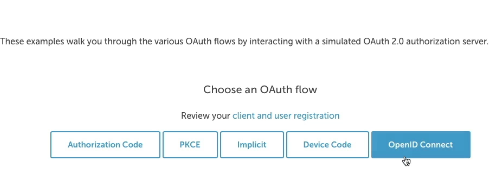 These examples walk you through the various OAuth flows by interacting with a simulated OAuth 2.0 authorization server.
Choose an OAuth flow
Review your client and user registration
Authorization Code PKCE Implicit Device Code OpenID Connect